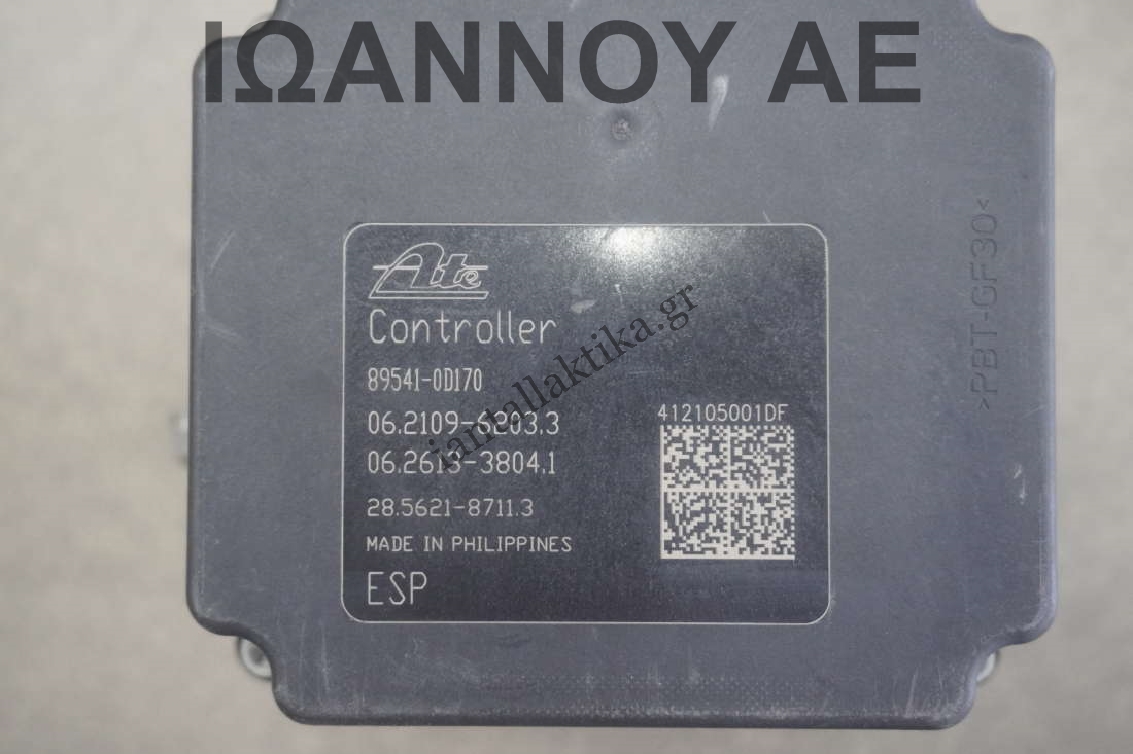 ΙΩΑΝΝΟΥ ΑΕ
Ate
Controller
89541-0D170
06.2109-6203.3
06.2613-3804.1
28.5621-8711.3
MADE IN PHILIPPINES
ESP
412105001DF
>PBT-GF30<
iantallaktika.gr